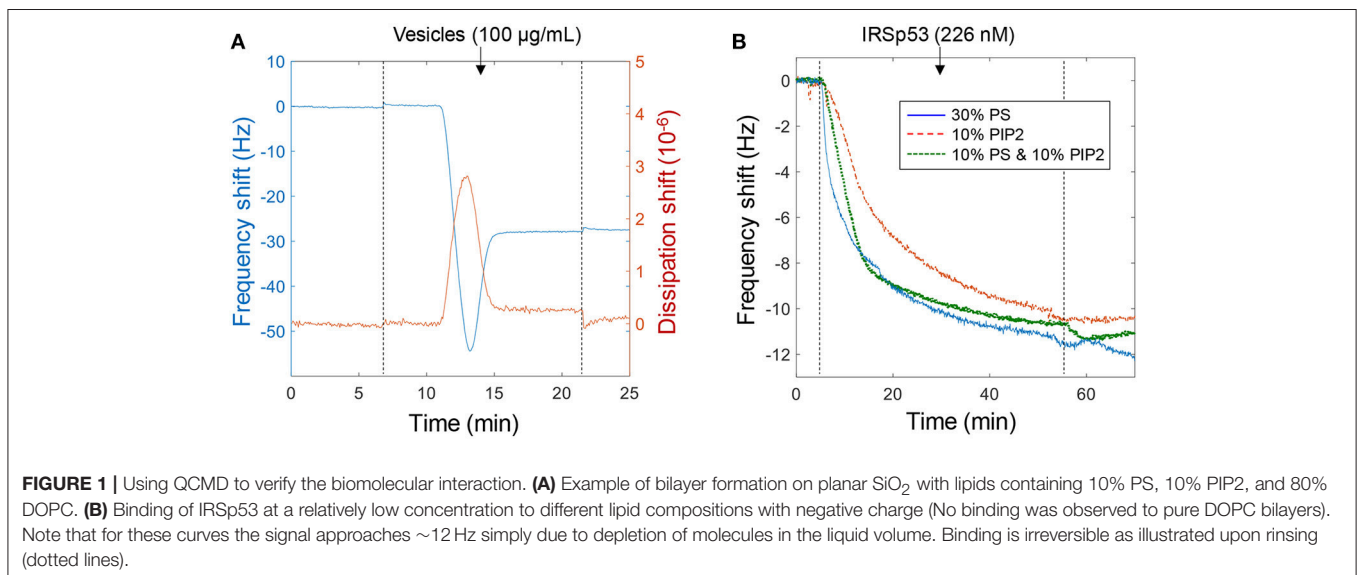 A
Vesicles (100 µg/mL)
10
0
-10
-20
-30
-40
-50
Frequency shift (Hz)
5
4
3
2
1
0
Dissipation shift (10-6)
0 5 10 15 20 25
Time (min)
B
IRSp53 (226 nM)
0
-2
-4
-6
-8
-10
-12
Frequency shift (Hz)
30% PS
10% PIP2
10% PS & 10% PIP2
0 20 40 60
Time (min)
FIGURE 1 | Using QCMD to verify the biomolecular interaction. (A) Example of bilayer formation on planar SiO2 with lipids containing 10% PS, 10% PIP2, and 80%
DOPC. (B) Binding of IRSp53 at a relatively low concentration to different lipid compositions with negative charge (No binding was observed to pure DOPC bilayers).
Note that for these curves the signal approaches ∼12 Hz simply due to depletion of molecules in the liquid volume. Binding is irreversible as illustrated upon rinsing
(dotted lines).